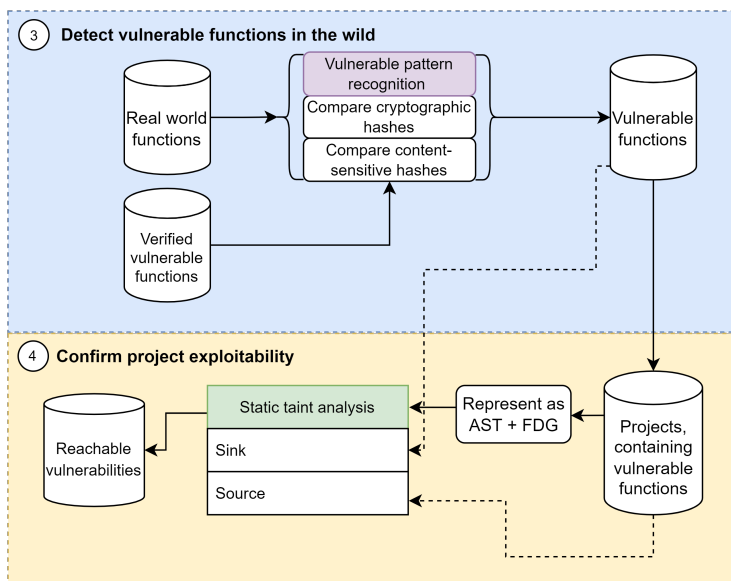 3
Detect vulnerable functions in the wild
Real world
functions
Vulnerable pattern
recognition
Compare cryptographic
hashes
Compare content-
sensitive hashes
Vulnerable
functions
Verified
vulnerable
functions
4
Confirm project exploitability
Reachable
vulnerabilities
Static taint analysis
Sink
Source
Represent as
AST + FDG
Projects,
containing
vulnerable
functions